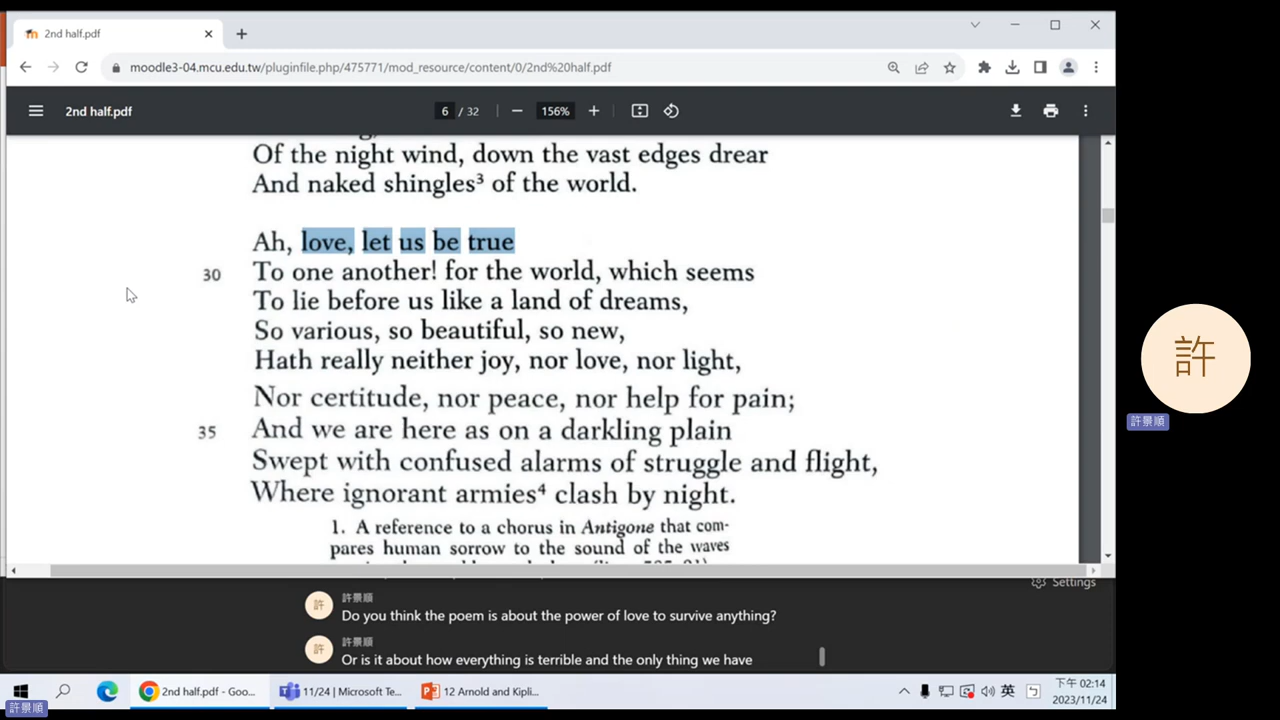 2nd half.pdf
moodle3-04.mcu.edu.tw/pluginfile.php/475771/mod_resource/content/0/2nd%20half.pdf
2nd half.pdf
6 / 32
156%
Of the night wind, down the vast edges drear
And naked shingles³ of the world.
Ah, love, let us be true
30 To one another! for the world, which seems
To lie before us like a land of dreams,
So various, so beautiful, so new,
Hath really neither joy, nor love, nor light,
Nor certitude, nor peace, nor help for pain;
35 And we are here as on a darkling plain
Swept with confused alarms of struggle and flight,
Where ignorant armies⁴ clash by night.
1. A reference to a chorus in Antigone that com-
pares human sorrow to the sound of the waves
許
許景順
Settings
許 許景順
Do you think the poem is about the power of love to survive anything?
許 許景順
Or is it about how everything is terrible and the only thing we have
2nd half.pdf - Goo...
11/24 | Microsoft Te...
12 Arnold and Kipli...
英
下午 02:14
2023/11/24
許景順